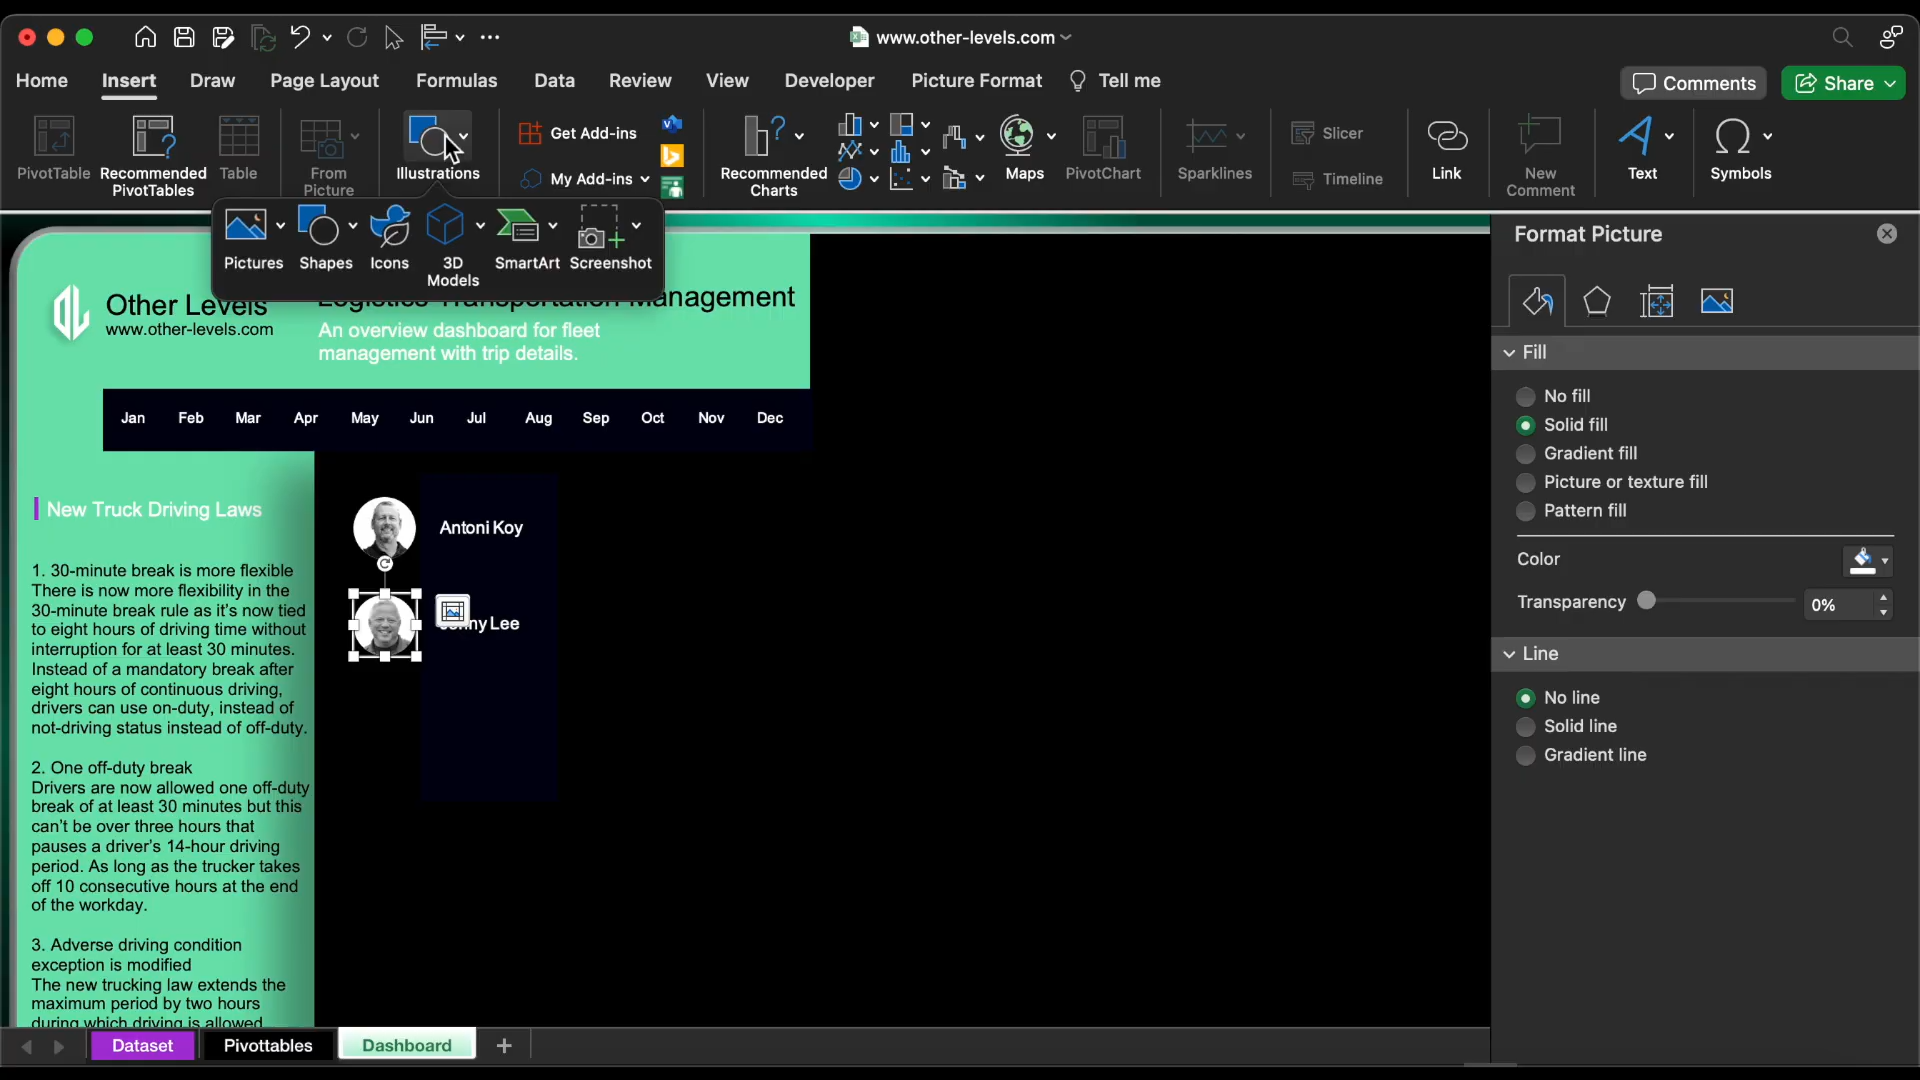 www.other-levels.com
Home Insert Draw Page Layout Formulas Data Review View Developer Picture Format Tell me
Comments Share
PivotTable
Recommended
PivotTables
Table
From
Picture
Illustrations
Get Add-ins
My Add-ins
Recommended
Charts
Maps
PivotChart
Sparklines
Slicer
Timeline
Link
New
Comment
Text
Symbols
Pictures
Shapes
Icons
3D
Models
SmartArt
Screenshot
Other Levels
www.other-levels.com
Logistics Transportation Management
An overview dashboard for fleet
management with trip details.
Jan Feb Mar Apr May Jun Jul Aug Sep Oct Nov Dec
New Truck Driving Laws
1. 30-minute break is more flexible
There is now more flexibility in the
30-minute break rule as it's now tied
to eight hours of driving time without
interruption for at least 30 minutes.
Instead of a mandatory break after
eight hours of continuous driving,
drivers can use on-duty, instead of
not-driving status instead of off-duty.
2. One off-duty break
Drivers are now allowed one off-duty
break of at least 30 minutes but this
can't be over three hours that
pauses a driver's 14-hour driving
period. As long as the trucker takes
off 10 consecutive hours at the end
of the workday.
3. Adverse driving condition
exception is modified
The new trucking law extends the
maximum period by two hours
during which driving is allowed
Antoni Koy
Lee
Format Picture
Fill
No fill
Solid fill
Gradient fill
Picture or texture fill
Pattern fill
Color
Transparency 0%
Line
No line
Solid line
Gradient line
Dataset Pivottables Dashboard